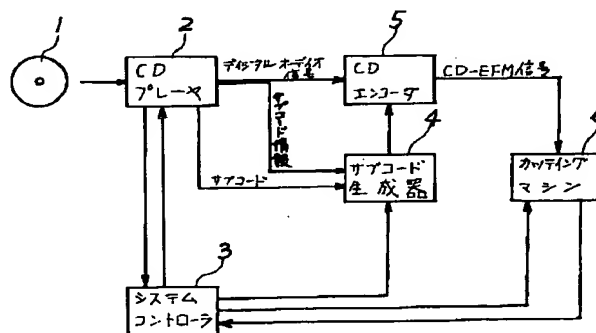 1
2
5
CD
プレーヤ
ディジタルオーディオ
信号
CD
エンコーダ
CD-EFM信号
サブコード情報
4
サブコード
生成器
サブコード
カッティング
マシン
3
システム
コントローラ